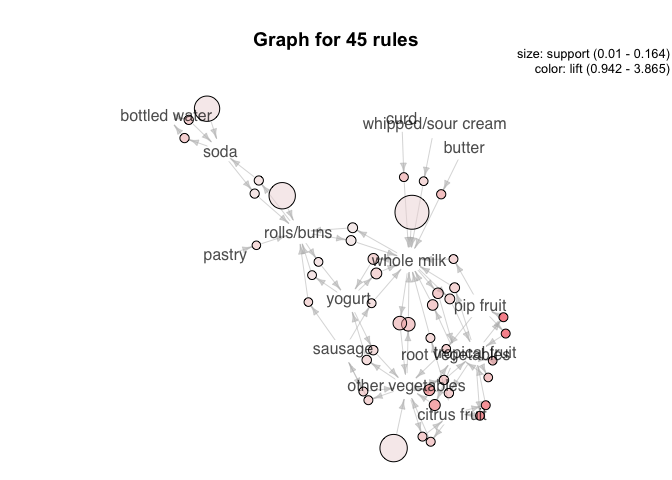 Graph for 45 rules
size: support (0.01 - 0.164)
color: lift (0.942 - 3.865)
bottled water
curd
whipped/sour cream
butter
soda
rolls/buns
pastry
whole milk
yogurt
pip fruit
sausage
root vegetables
tropical fruit
other vegetables
citrus fruit